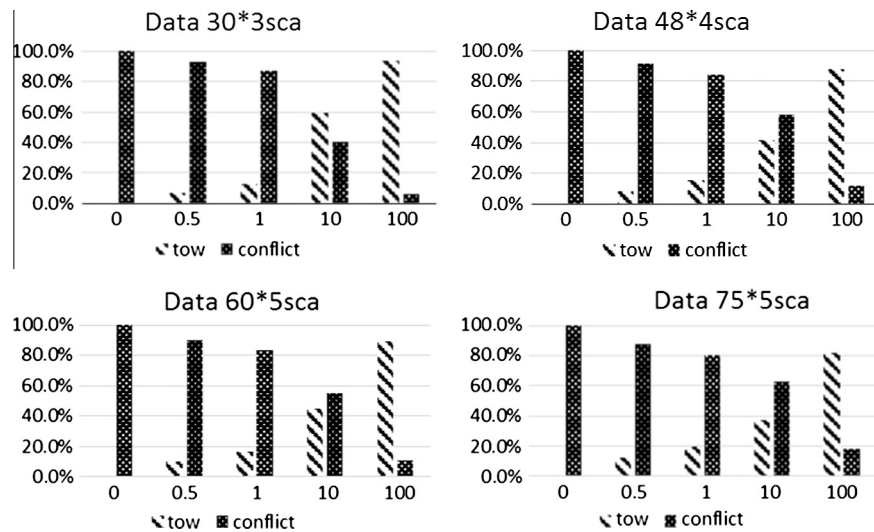 Data 30*3sca
100.0%
80.0%
60.0%
40.0%
20.0%
0.0%
0 0.5 1 10 100
tow conflict
Data 48*4sca
100.0%
80.0%
60.0%
40.0%
20.0%
0.0%
0 0.5 1 10 100
tow conflict
Data 60*5sca
100.0%
80.0%
60.0%
40.0%
20.0%
0.0%
0 0.5 1 10 100
tow conflict
Data 75*5sca
100.0%
80.0%
60.0%
40.0%
20.0%
0.0%
0 0.5 1 10 100
tow conflict